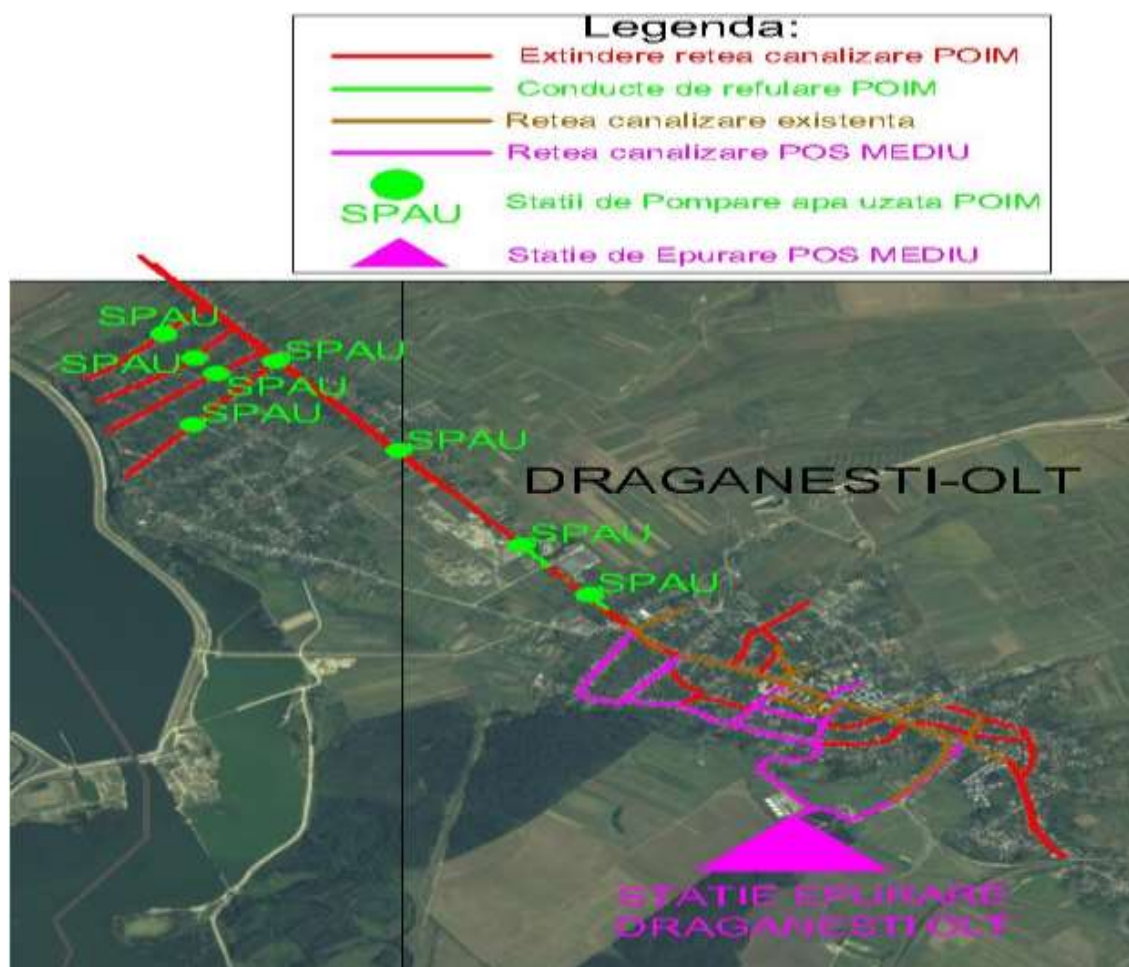 Legenda:
Extindere retea canalizare POIM
Conducte de refulare POIM
Retea canalizare existenta
Retea canalizare POS MEDIU
SPAU
Statii de Pompare apa uzata POIM
Statie de Epurare POS MEDIU
SPAU
SPAU
SPAU
SPAU
SPAU
SPAU
DRAGANESTI-OLT
SPAU
SPAU
STATIE EPURARE
DRAGANESTI OLT